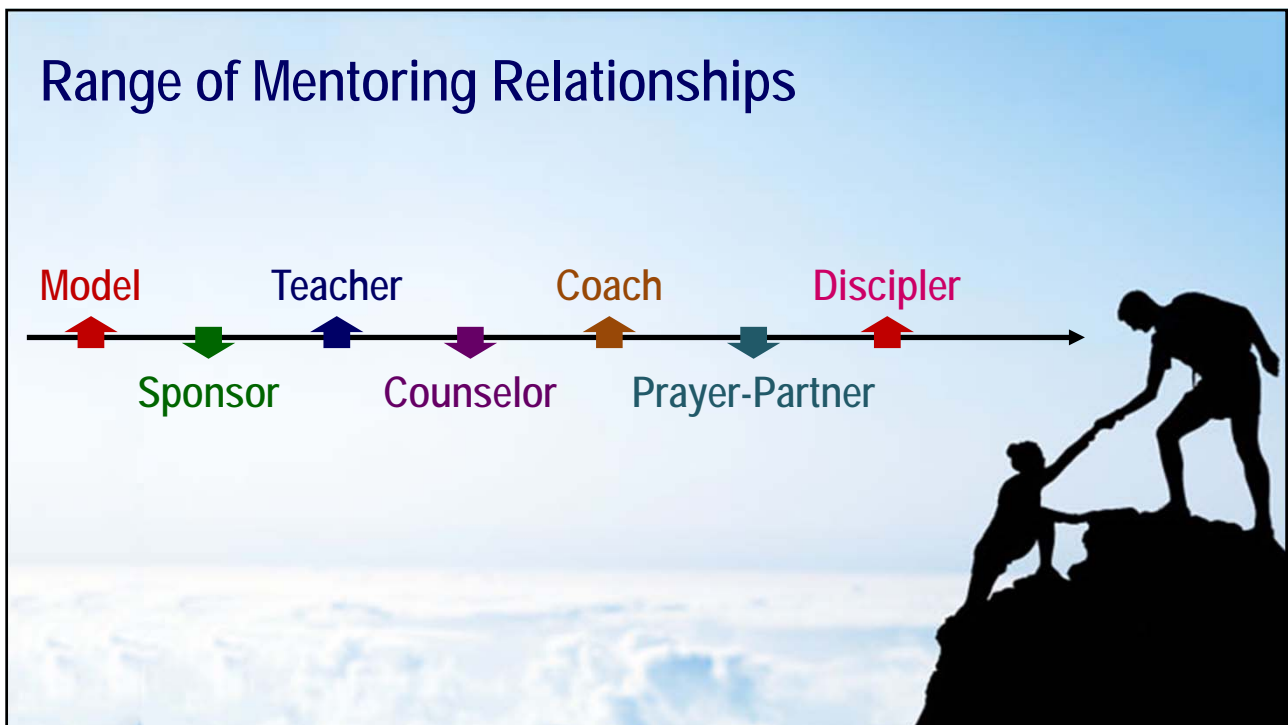 Range of Mentoring Relationships
Model Teacher Coach Discipler
Sponsor Counselor Prayer-Partner